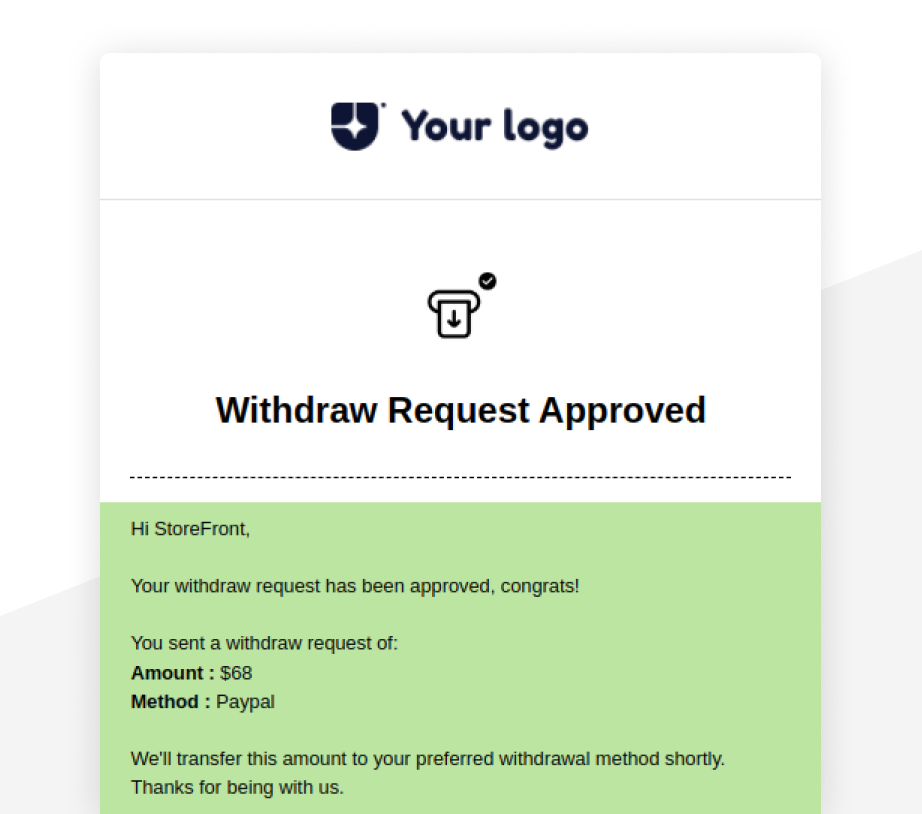 Your logo
Withdraw Request Approved
Hi StoreFront,
Your withdraw request has been approved, congrats!
You sent a withdraw request of:
Amount : $68
Method : Paypal
We'll transfer this amount to your preferred withdrawal method shortly.
Thanks for being with us.